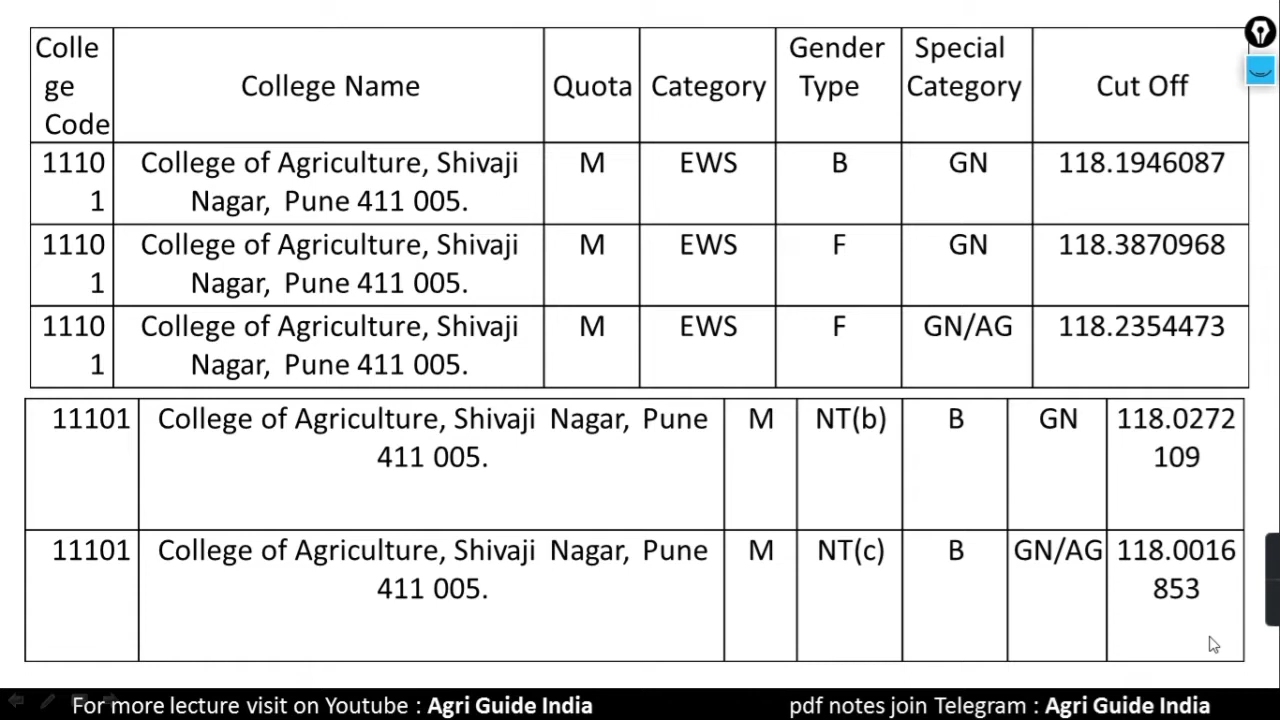 Colle
ge
Code
College Name
Quota
Category
Gender
Type
Special
Category
Cut Off
1110
1
College of Agriculture, Shivaji
Nagar, Pune 411 005.
M
EWS
B
GN
118.1946087
1110
1
College of Agriculture, Shivaji
Nagar, Pune 411 005.
M
EWS
F
GN
118.3870968
1110
1
College of Agriculture, Shivaji
Nagar, Pune 411 005.
M
EWS
F
GN/AG
118.2354473
11101
College of Agriculture, Shivaji Nagar, Pune
411 005.
M
NT(b)
B
GN
118.0272
109
11101
College of Agriculture, Shivaji Nagar, Pune
411 005.
M
NT(c)
B
GN/AG
118.0016
853
For more lecture visit on Youtube : Agri Guide India
pdf notes join Telegram : Agri Guide India